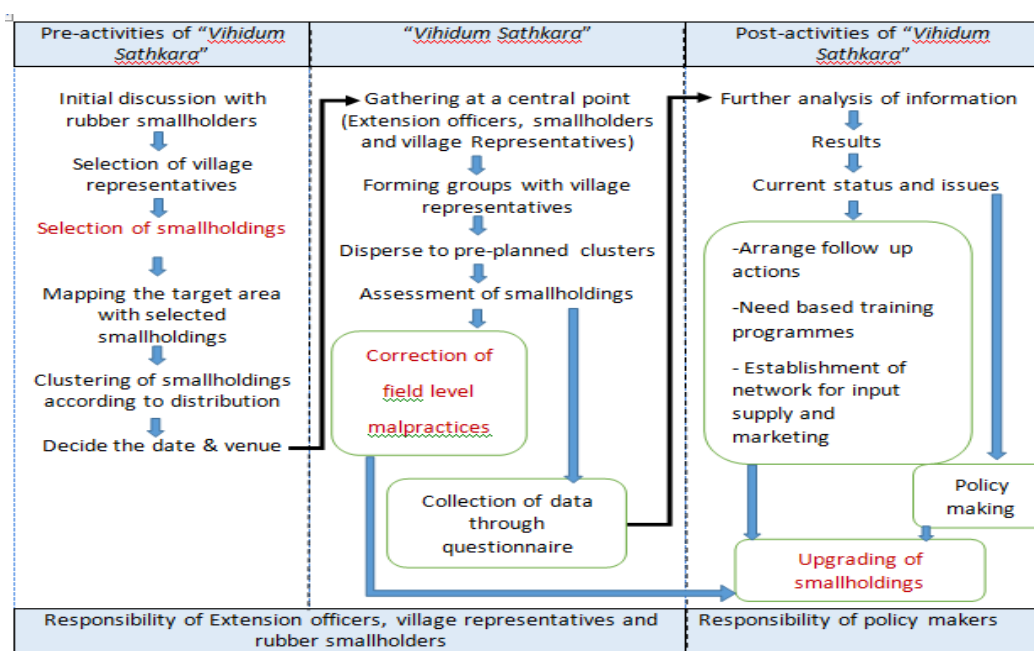 Pre-activities of “Vihidum
Sathkara”
Initial discussion with
rubber smallholders
Selection of village
representatives
Selection of smallholdings
Mapping the target area
with selected
smallholdings
Clustering of smallholdings
according to distribution
Decide the date & venue
“Vihidum Sathkara”
Gathering at a central point
(Extension officers, smallholders
and village Representatives)
Forming groups with village
representatives
Disperse to pre-planned clusters
Assessment of smallholdings
Correction of
field level
malpractices
Collection of data
through
questionnaire
Post-activities of “Vihidum
Sathkara”
Further analysis of information
Results
Current status and issues
-Arrange follow up
actions
-Need based training
programmes
- Establishment of
network for input
supply and
marketing
Policy
making
Upgrading of
smallholdings
Responsibility of Extension officers, village representatives and
rubber smallholders
Responsibility of policy makers